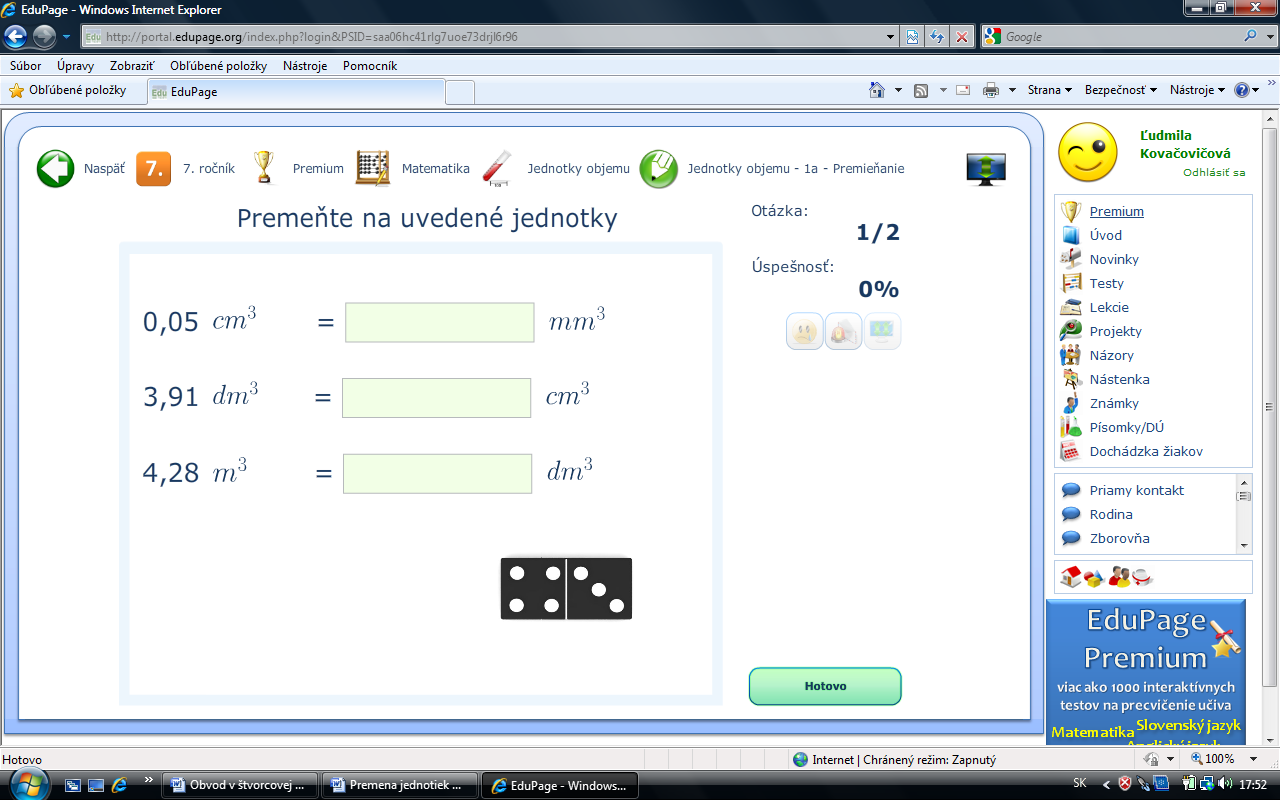 EduPage - Windows Internet Explorer
http://portal.edupage.org/index.php?login&PSID=saa06hc41rlg7uoe73drjl6r96
Google
Súbor Úpravy Zobraziť Obľúbené položky Nástroje Pomocník
Obľúbené položky
Edu EduPage
Strana Bezpečnosť Nástroje
Naspäť 7. 7. ročník Premium Matematika Jednotky objemu Jednotky objemu - 1a - Premieňanie
Premeňte na uvedené jednotky
Otázka:
1/2
Úspešnosť:
0%
0,05 cm³ = mm³
3,91 dm³ = cm³
4,28 m³ = dm³
Hotovo
Ľudmila
Kovačovičová
Odhlásiť sa
Premium
Úvod
Novinky
Testy
Lekcie
Projekty
Názory
Nástenka
Známky
Písomky/DÚ
Dochádzka žiakov
Priamy kontakt
Rodina
Zborovňa
EduPage
Premium
viac ako 1000 interaktívnych
testov na precvičenie učiva
Matematika Slovenský jazyk
Anglický jazyk
Hotovo
Internet | Chránený režim: Zapnutý
100%
Obvod v štvorcovej ...
Premena jednotiek ...
EduPage - Windows...
SK
17:52